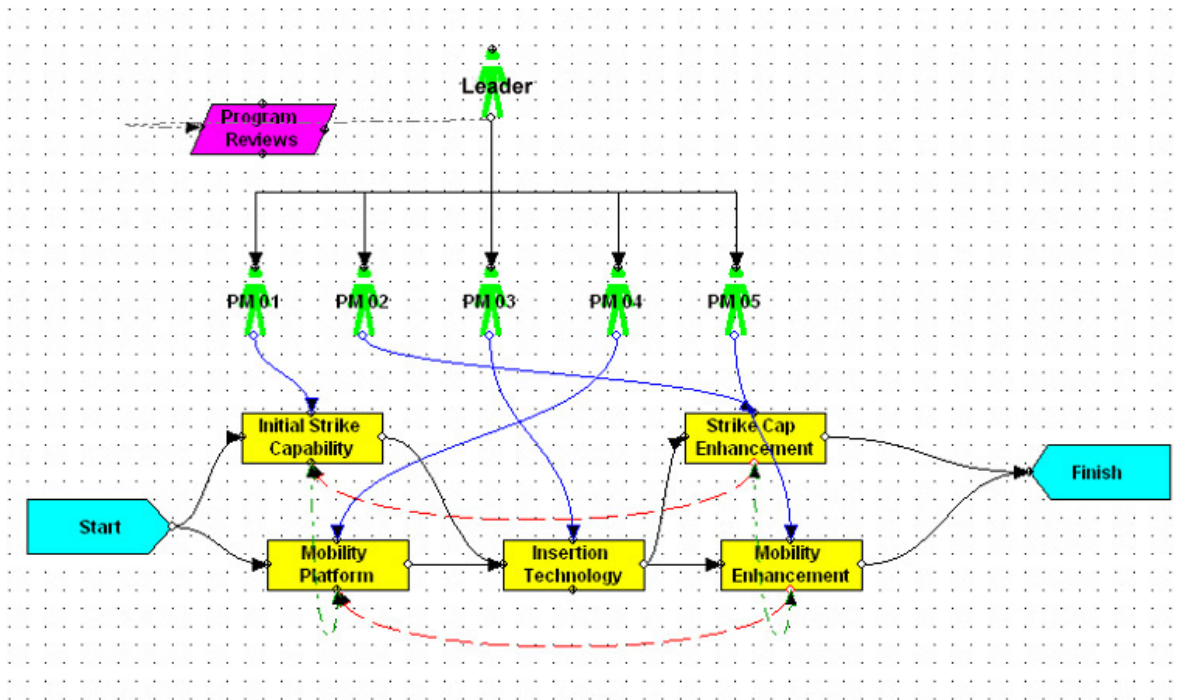 Leader
Program
Reviews
PM 01
PM 02
PM 03
PM 04
PM 05
Initial Strike
Capability
Strike Cap
Enhancement
Finish
Start
Mobility
Platform
Insertion
Technology
Mobility
Enhancement